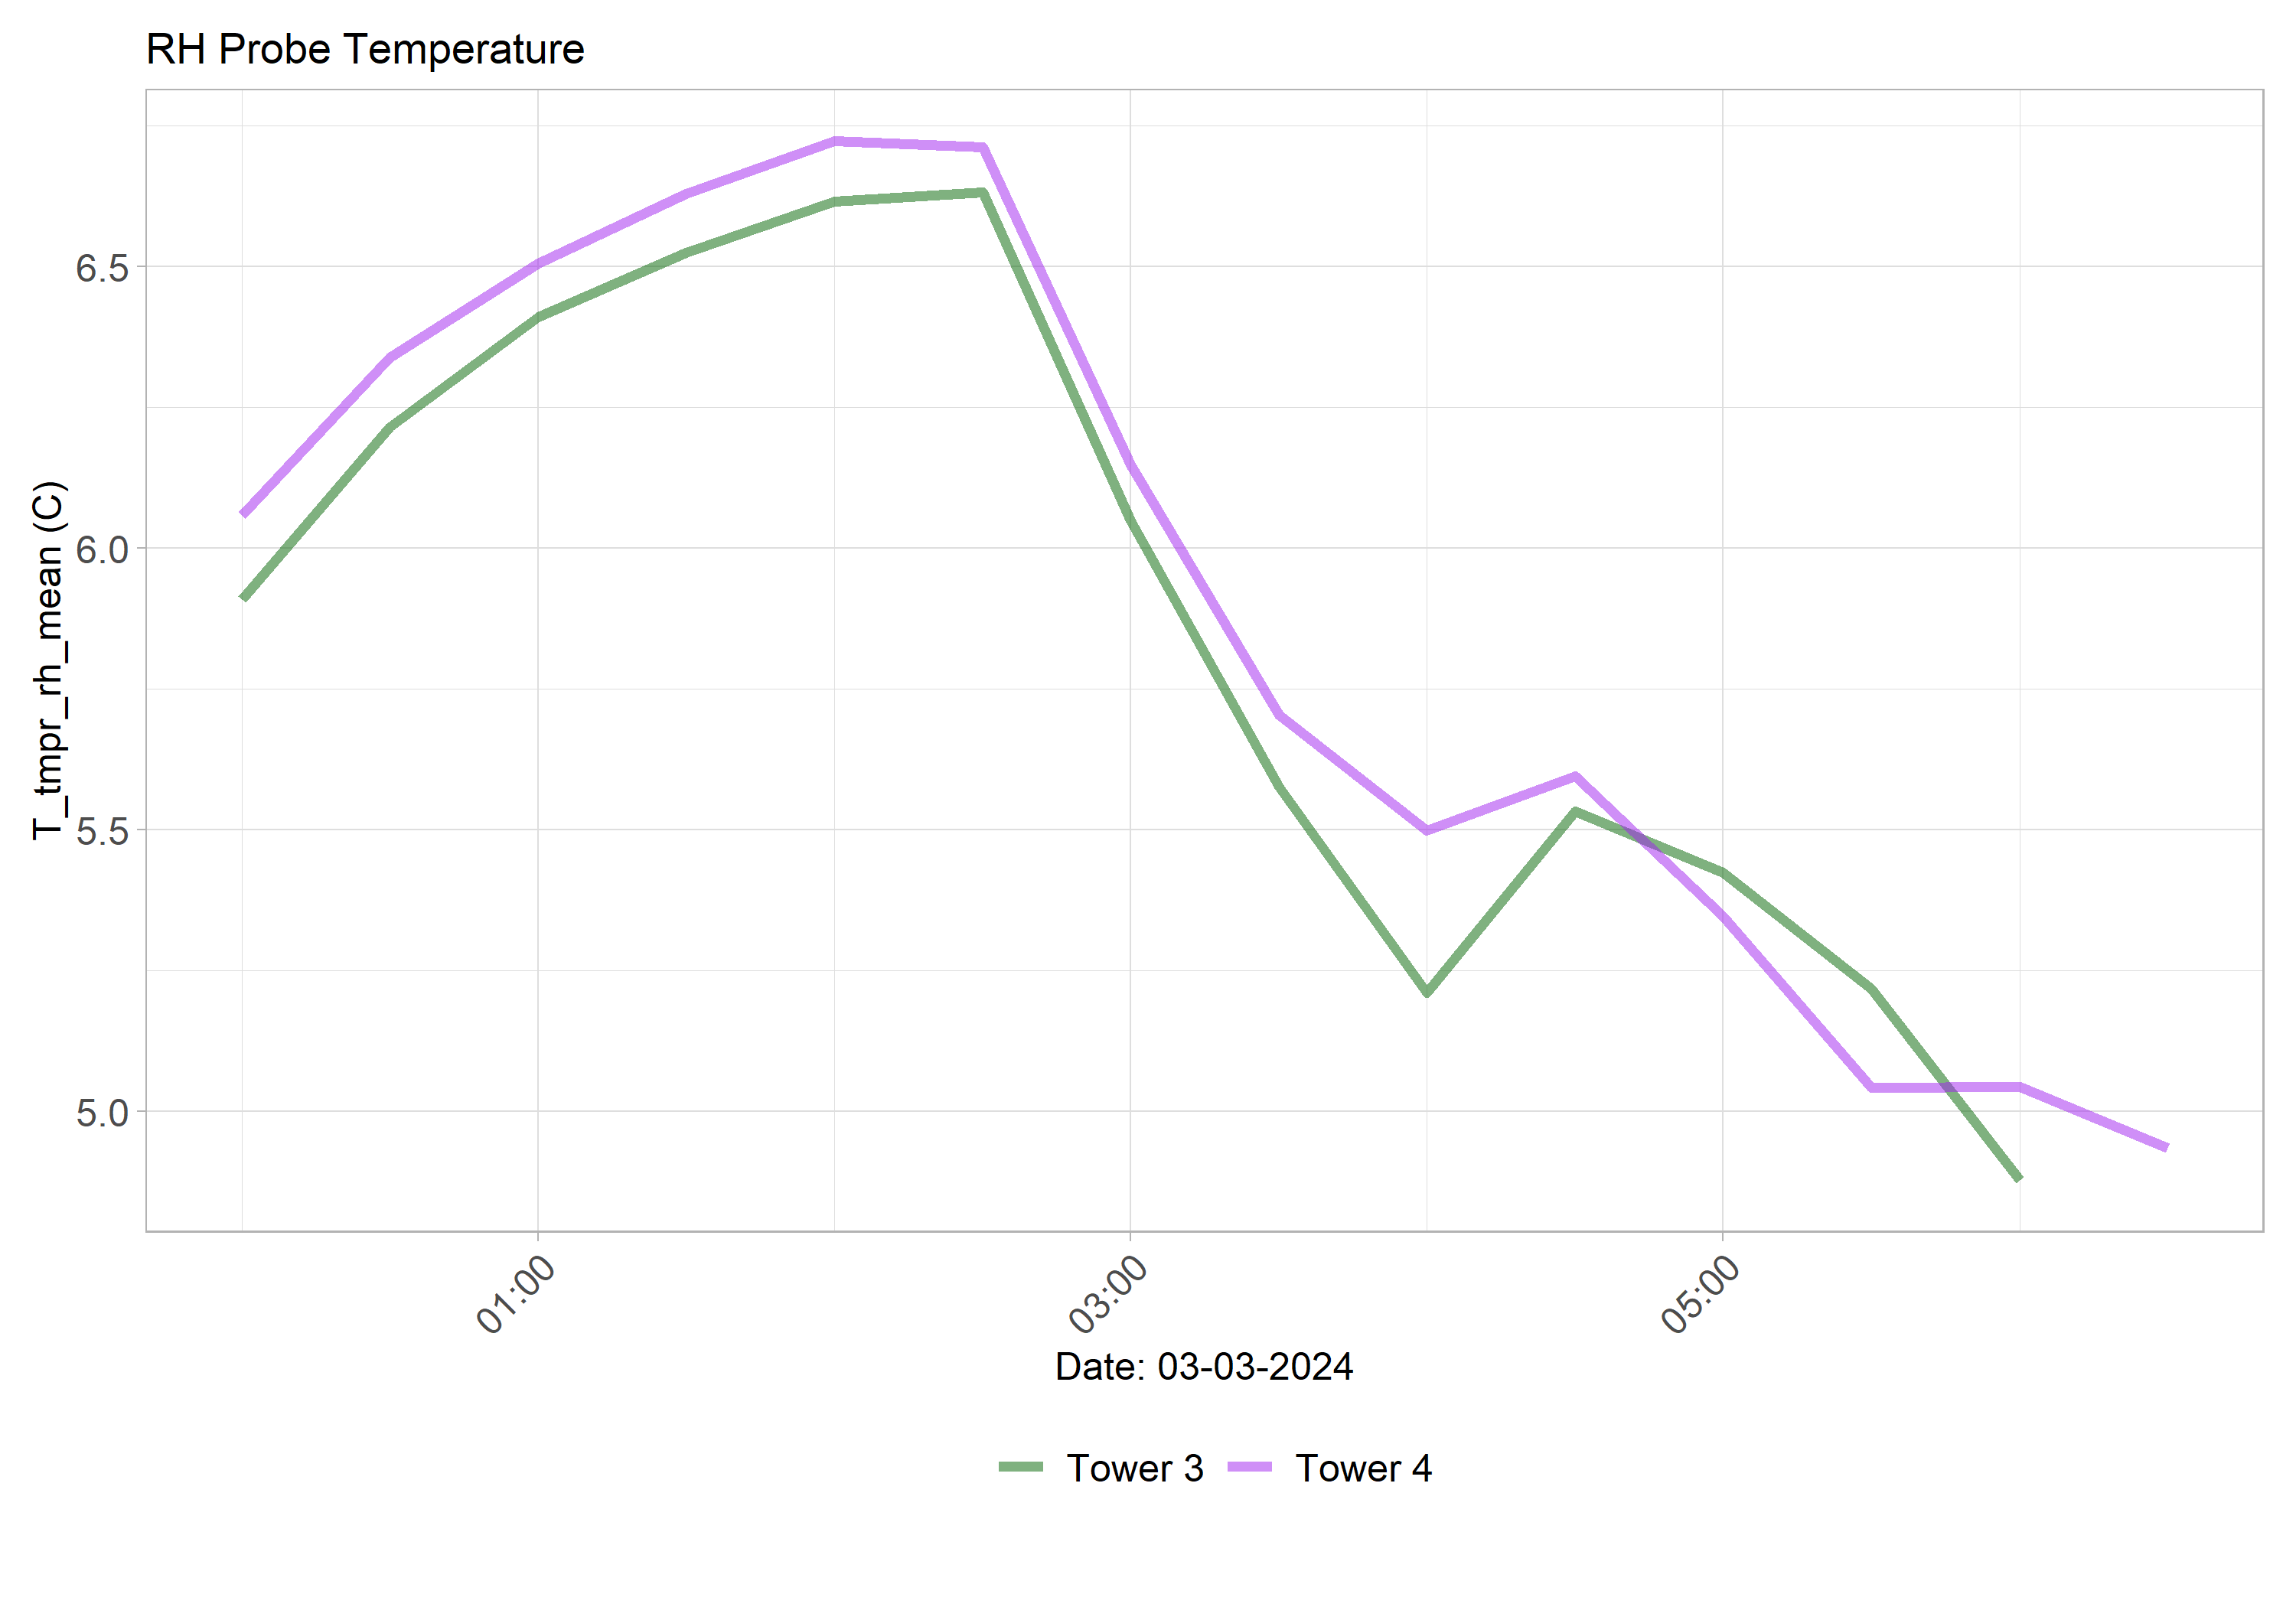 RH Probe Temperature
T_tmpr_rh_mean (C)
6.5
6.0
5.5
5.0
01:00
03:00
05:00
Date: 03-03-2024
Tower 3
Tower 4